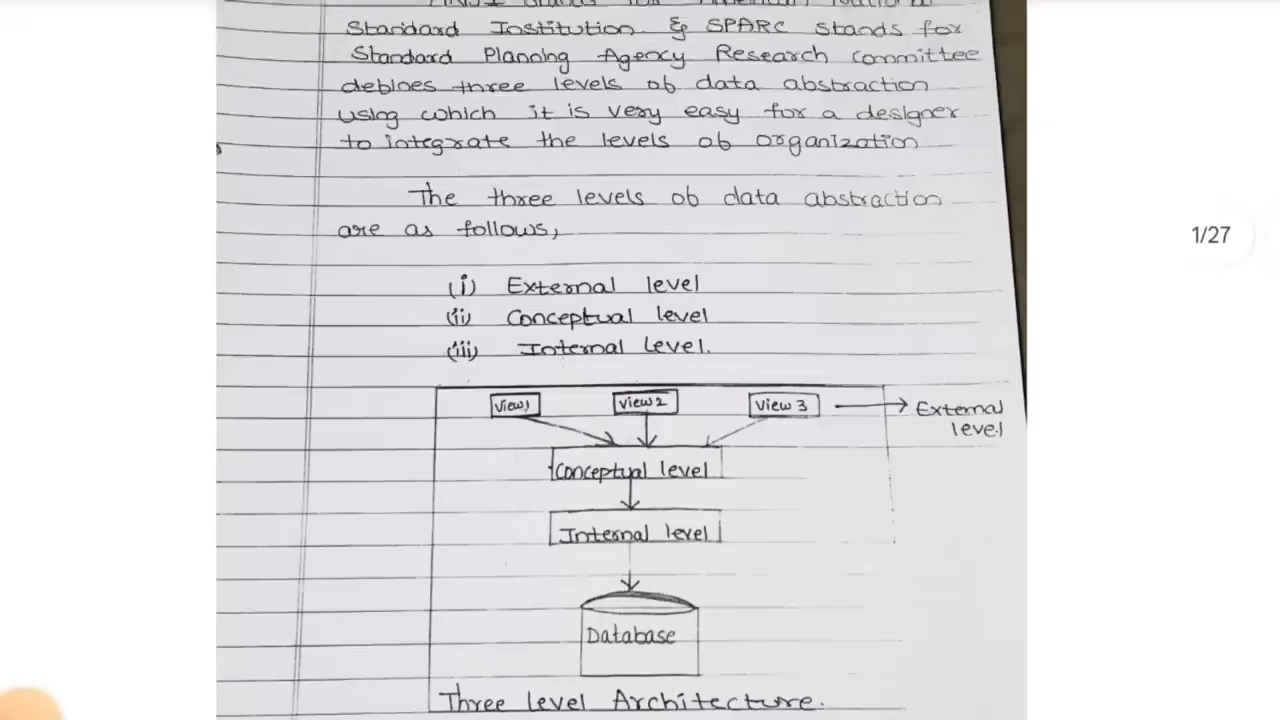 Standard Institution & SPARC stands for
Standard Planning Agency Research committee
defines three levels of data abstraction
using which it is very easy for a designer
to integrate the levels of organization
The three levels of data abstraction
are as follows,
(i) External level
(ii) Conceptual level
(iii) Internal Level.
View1 View2 View 3 External
level
Conceptual level
Internal level
Database
Three level Architecture.
1/27